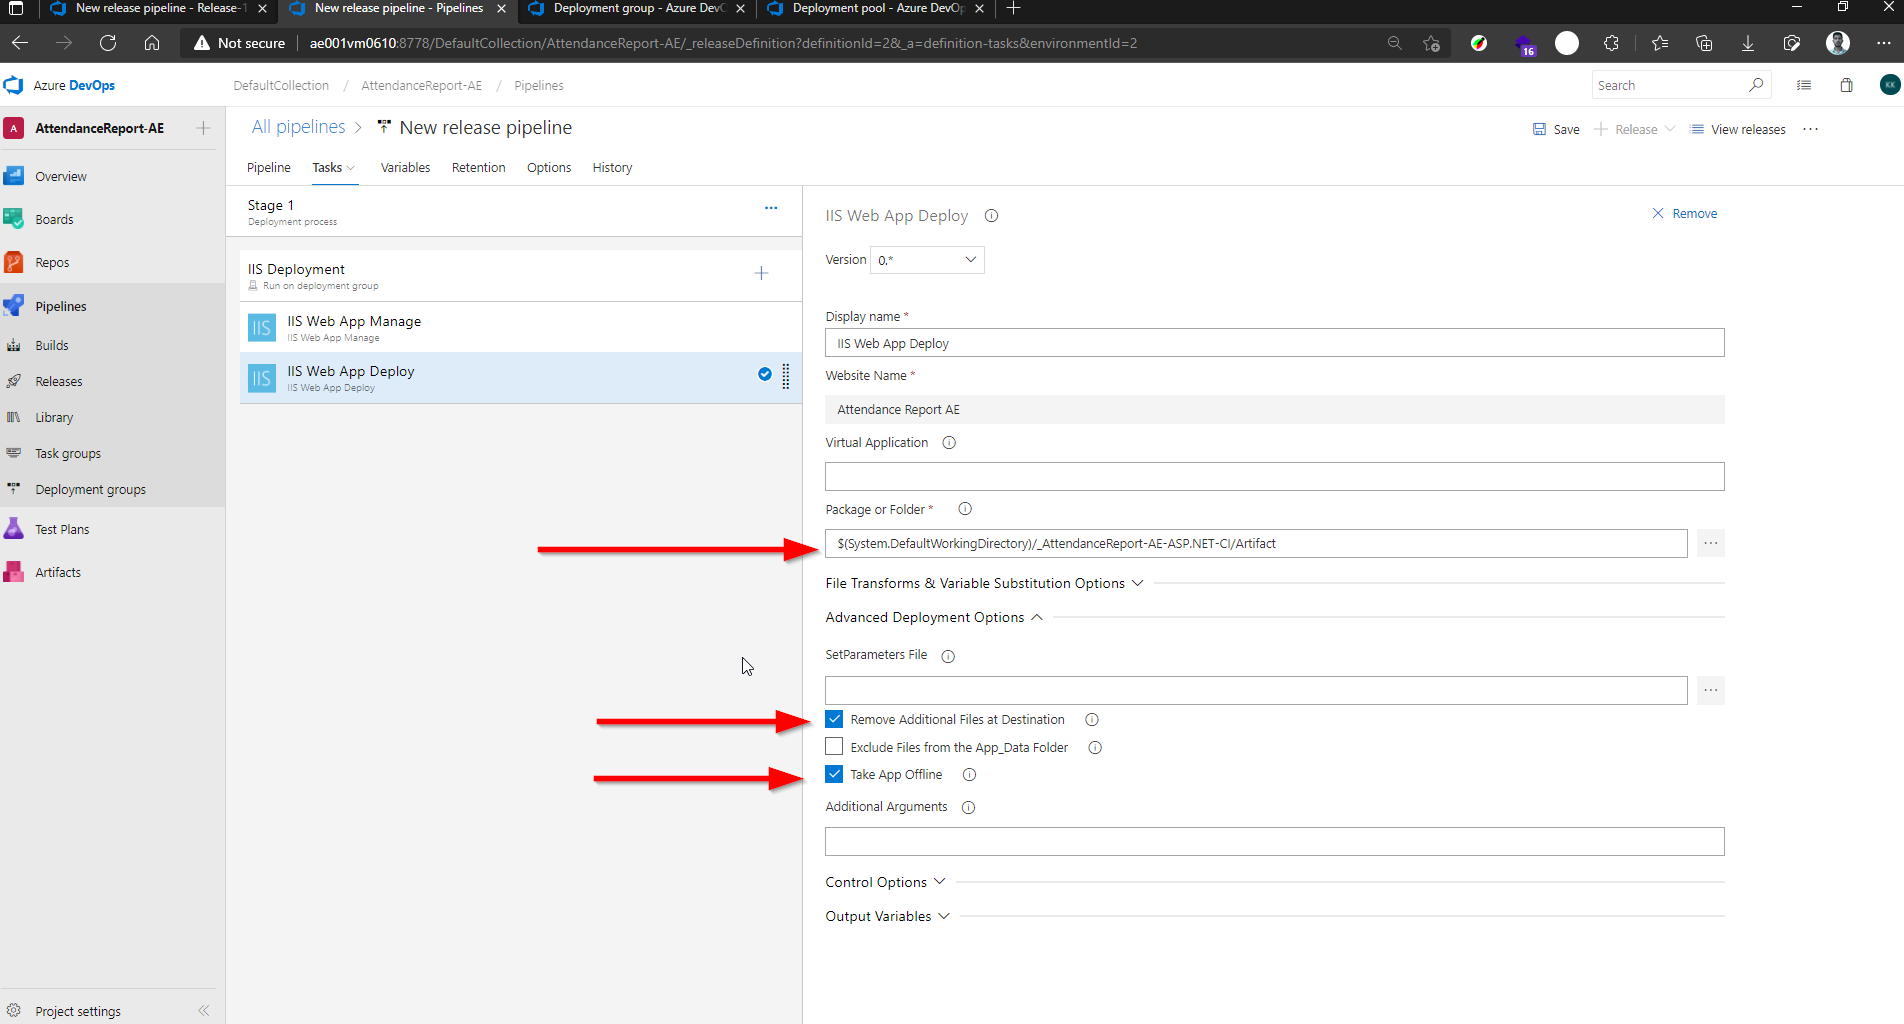 New release pipeline - Release-1
New release pipeline - Pipelines
Deployment group - Azure DevO
Deployment pool - Azure DevOp
Not secure
ae001vm0610:8778/DefaultCollection/AttendanceReport-AE/_releaseDefinition?definitionId=2&_a=definition-tasks&environmentId=2
16
Azure DevOps
DefaultCollection / AttendanceReport-AE / Pipelines
Search
KK
A AttendanceReport-AE
Overview
Boards
Repos
Pipelines
Builds
Releases
Library
Task groups
Deployment groups
Test Plans
Artifacts
Project settings
All pipelines > New release pipeline
Save
Release
View releases
Pipeline Tasks Variables Retention Options History
Stage 1
Deployment process
IIS Deployment
Run on deployment group
IIS
IIS Web App Manage
IIS Web App Manage
IIS
IIS Web App Deploy
IIS Web App Deploy
IIS Web App Deploy
Remove
Version 0.*
Display name *
IIS Web App Deploy
Website Name *
Attendance Report AE
Virtual Application
Package or Folder *
$(System.DefaultWorkingDirectory)/_AttendanceReport-AE-ASP.NET-CI/Artifact
File Transforms & Variable Substitution Options
Advanced Deployment Options
SetParameters File
Remove Additional Files at Destination
Exclude Files from the App_Data Folder
Take App Offline
Additional Arguments
Control Options
Output Variables